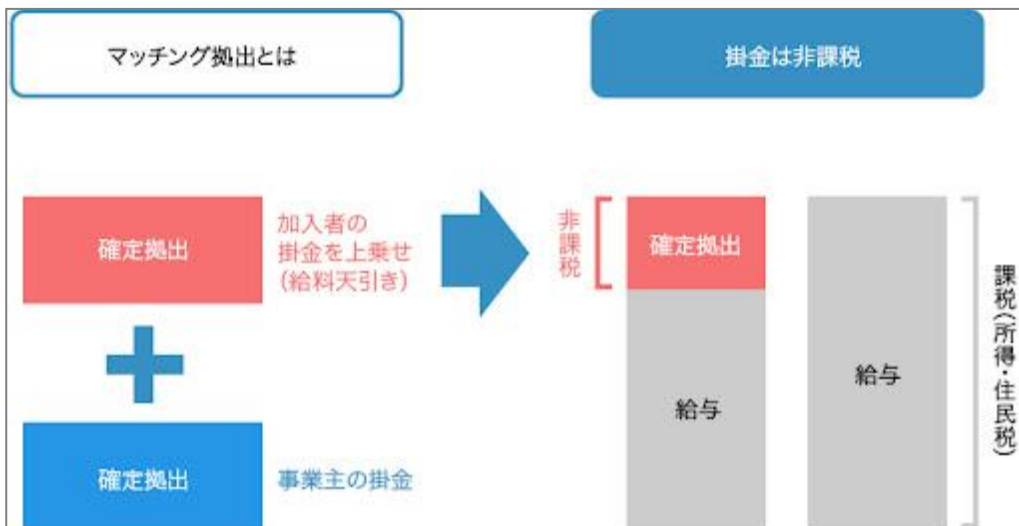 マッチング拠出とは
掛金は非課税
確定拠出
加入者の
掛金を上乗せ
(給料天引き)
確定拠出
事業主の掛金
非課税
確定拠出
給与
給与
課税(所得・住民税)